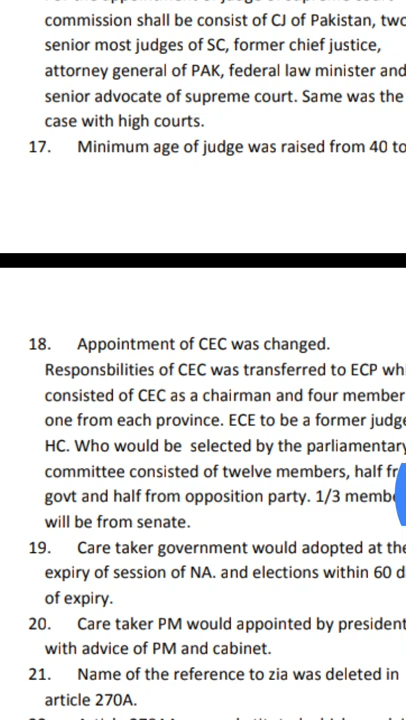 commission shall be consist of CJ of Pakistan, two
senior most judges of SC, former chief justice,
attorney general of PAK, federal law minister and
senior advocate of supreme court. Same was the
case with high courts.
17. Minimum age of judge was raised from 40 to
18. Appointment of CEC was changed.
Responsbilities of CEC was transferred to ECP whi
consisted of CEC as a chairman and four member
one from each province. ECE to be a former judge
HC. Who would be selected by the parliamentary
committee consisted of twelve members, half fr
govt and half from opposition party. 1/3 membe
will be from senate.
19. Care taker government would adopted at the
expiry of session of NA. and elections within 60 d
of expiry.
20. Care taker PM would appointed by president
with advice of PM and cabinet.
21. Name of the reference to zia was deleted in
article 270A.